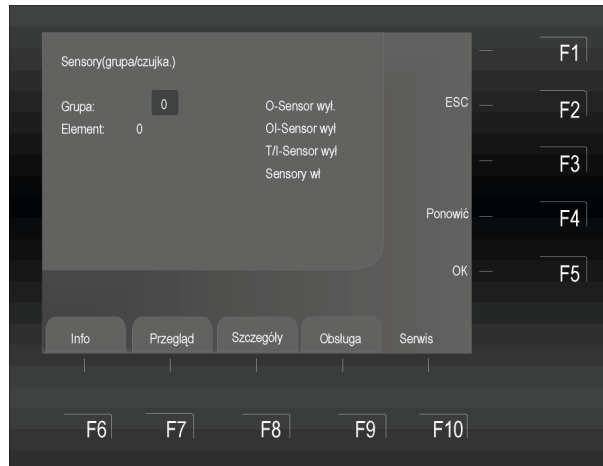 Sensory(grupa/czujka.)
Grupa: 0
Element: 0
O-Sensor wył.
OI-Sensor wył
T/I-Sensor wył
Sensory wł
ESC
Ponowić
OK
F1
F2
F3
F4
F5
Info Przegląd Szczegóły Obsługa Serwis
F6 F7 F8 F9 F10